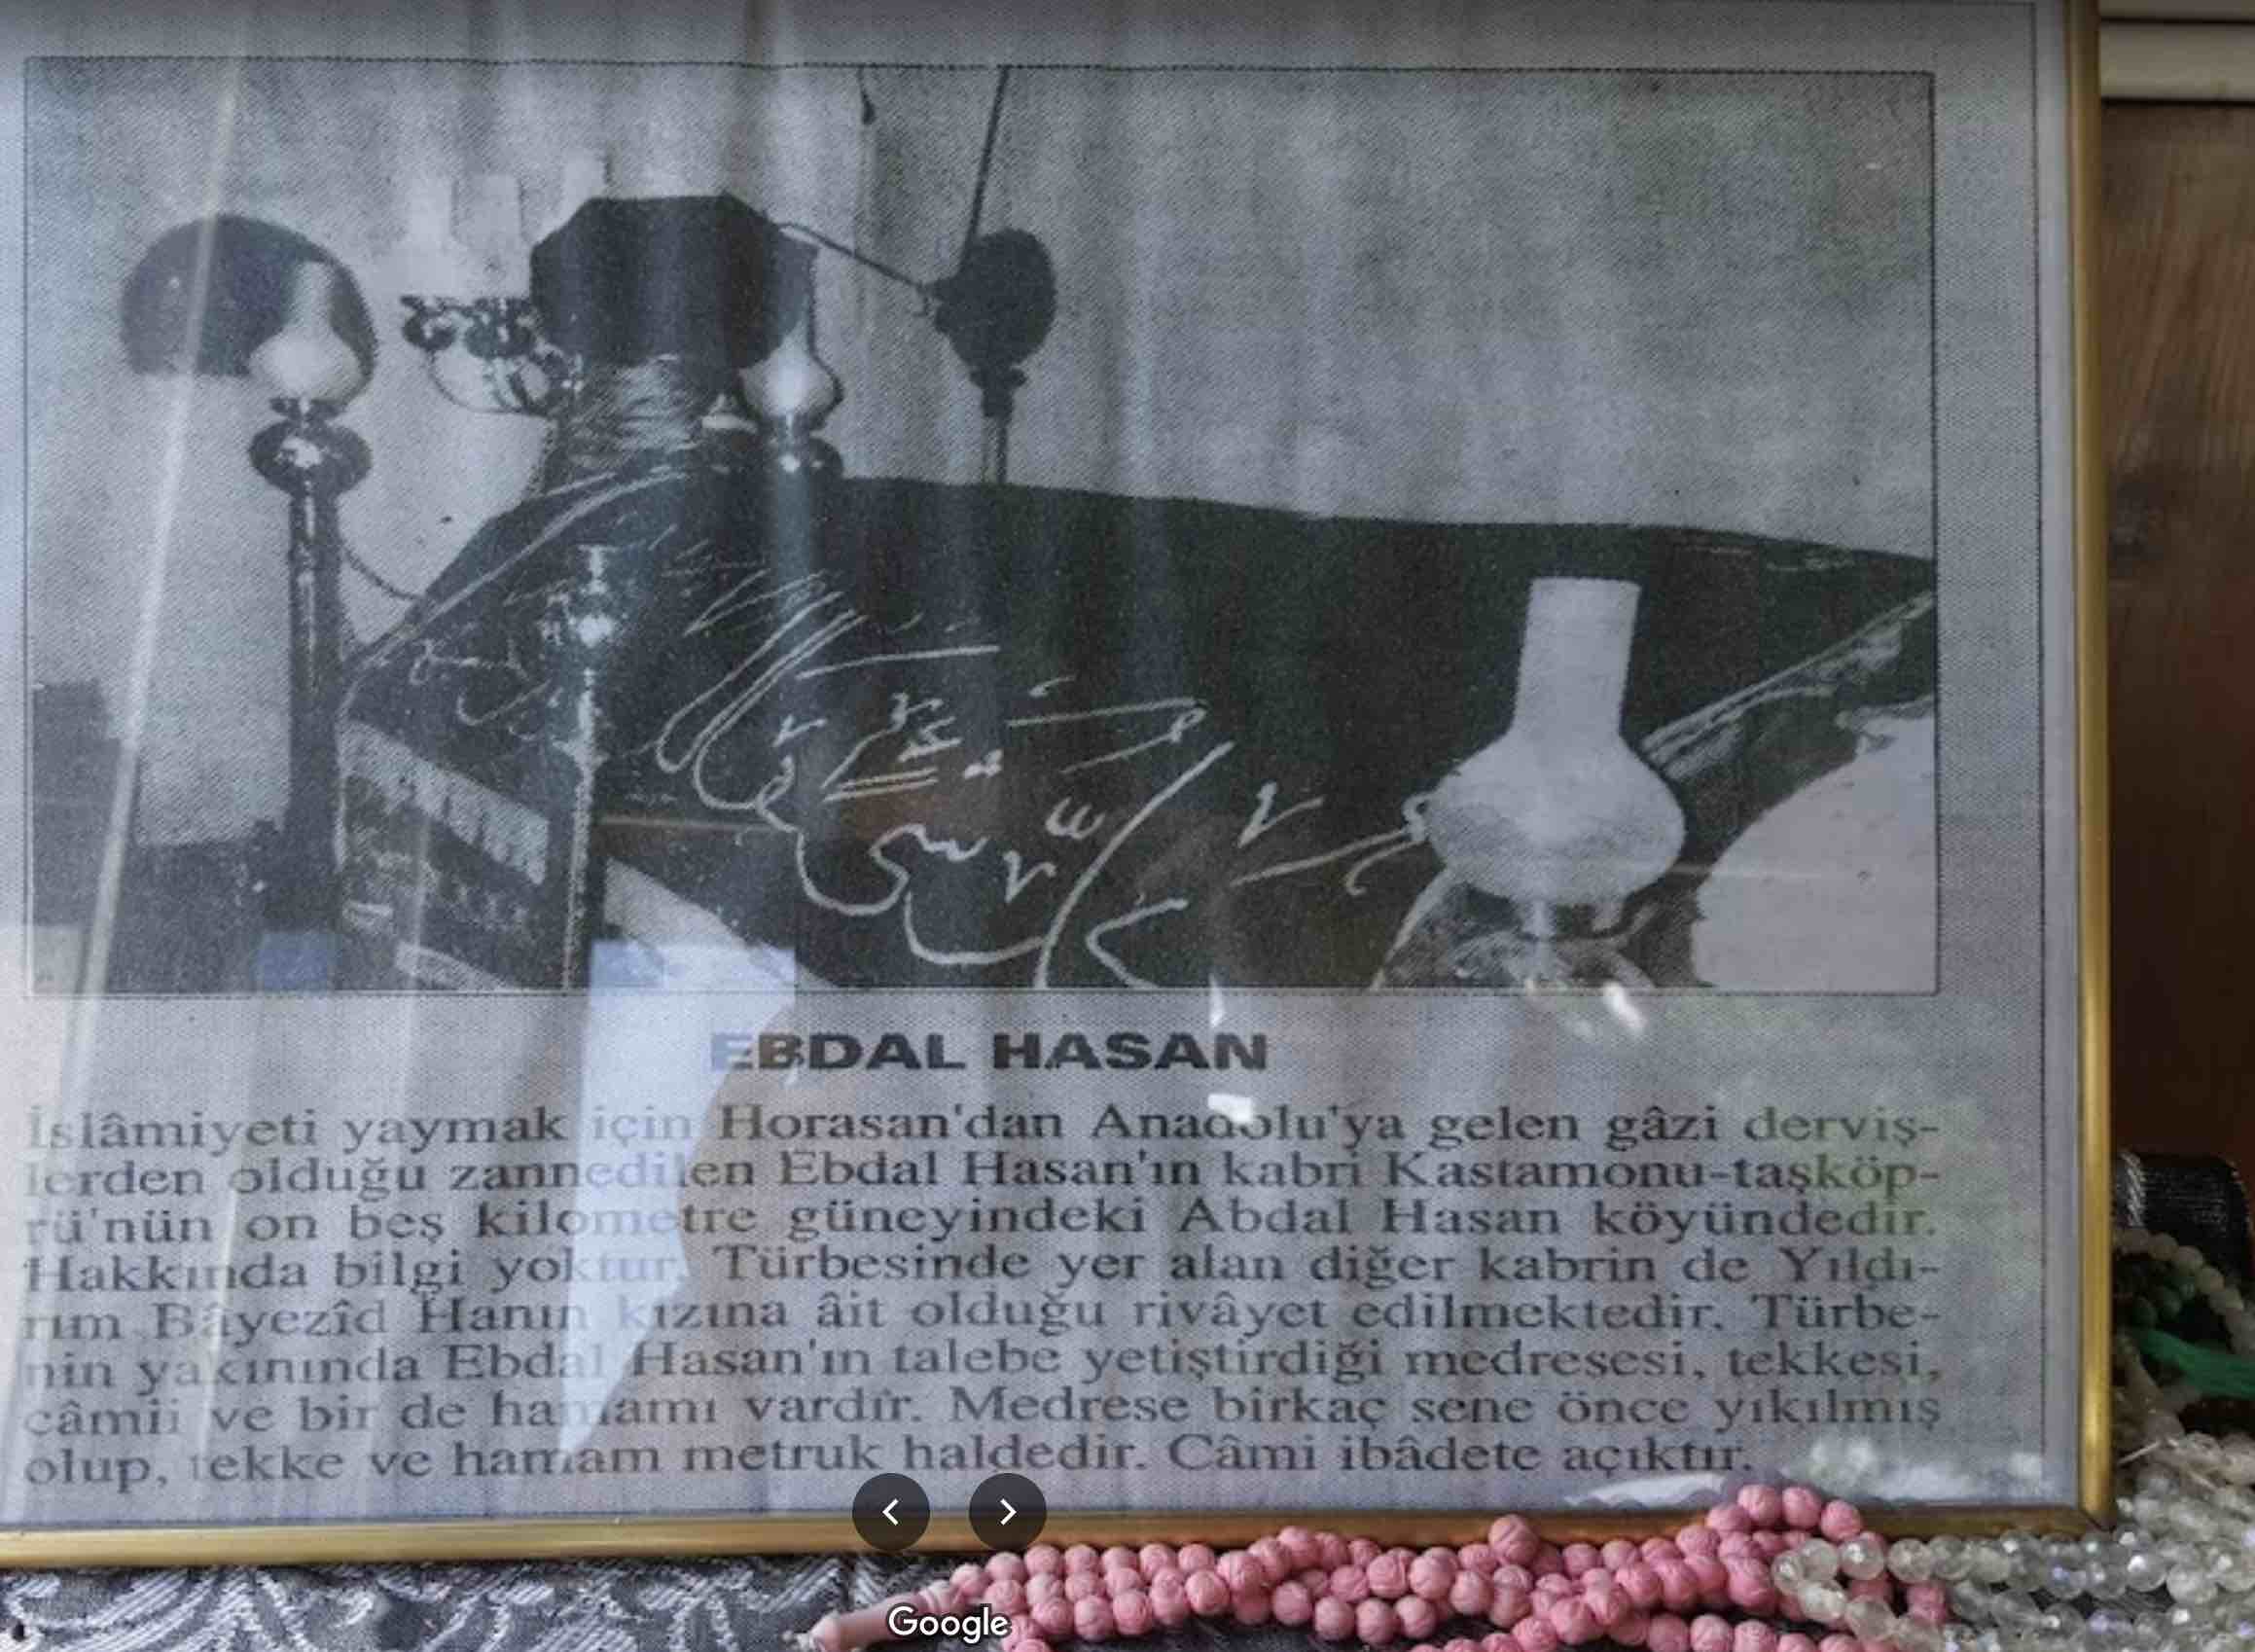 EBDAL HASAN
İslâmiyeti yaymak için Horasan'dan Anadolu'ya gelen gâzi derviş-
lerden olduğu zannedilen Ebdal Hasan'ın kabri Kastamonu-taşköp-
rü'nün on beş kilometre güneyindeki Abdal Hasan köyündedir.
Hakkında bilgi yoktur. Türbesinde yer alan diğer kabrin de Yıldı-
rım Bâyezîd Hanın kızına âit olduğu rivâyet edilmektedir. Türbe-
nin yakınında Ebdal Hasan'ın talebe yetiştirdiği medresesi, tekkesi,
câmii ve bir de hamamı vardır. Medrese birkaç sene önce yıkılmış
olup, tekke ve hamam metruk haldedir. Câmi ibâdete açıktır.
Google